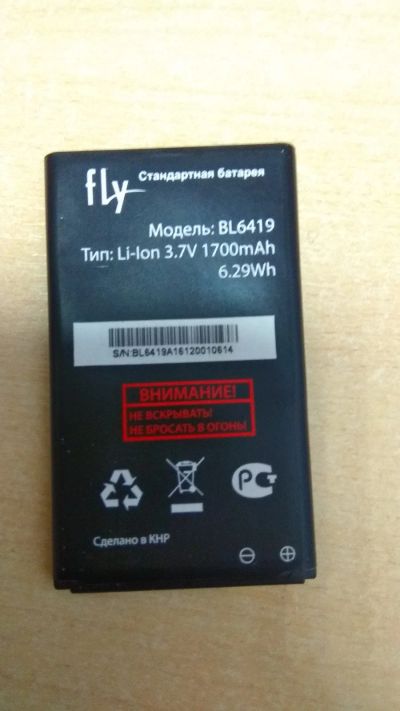 fly Стандартная батарея
Модель: BL6419
Тип: Li-Ion 3.7V 1700mAh
6.29Wh
S/N:BL6419A16120010614
ВНИМАНИЕ!
НЕ ВСКРЫВАТЬ!
НЕ БРОСАТЬ В ОГОНЬ!
РСТ
Сделано в КНР
⊖ ⊕